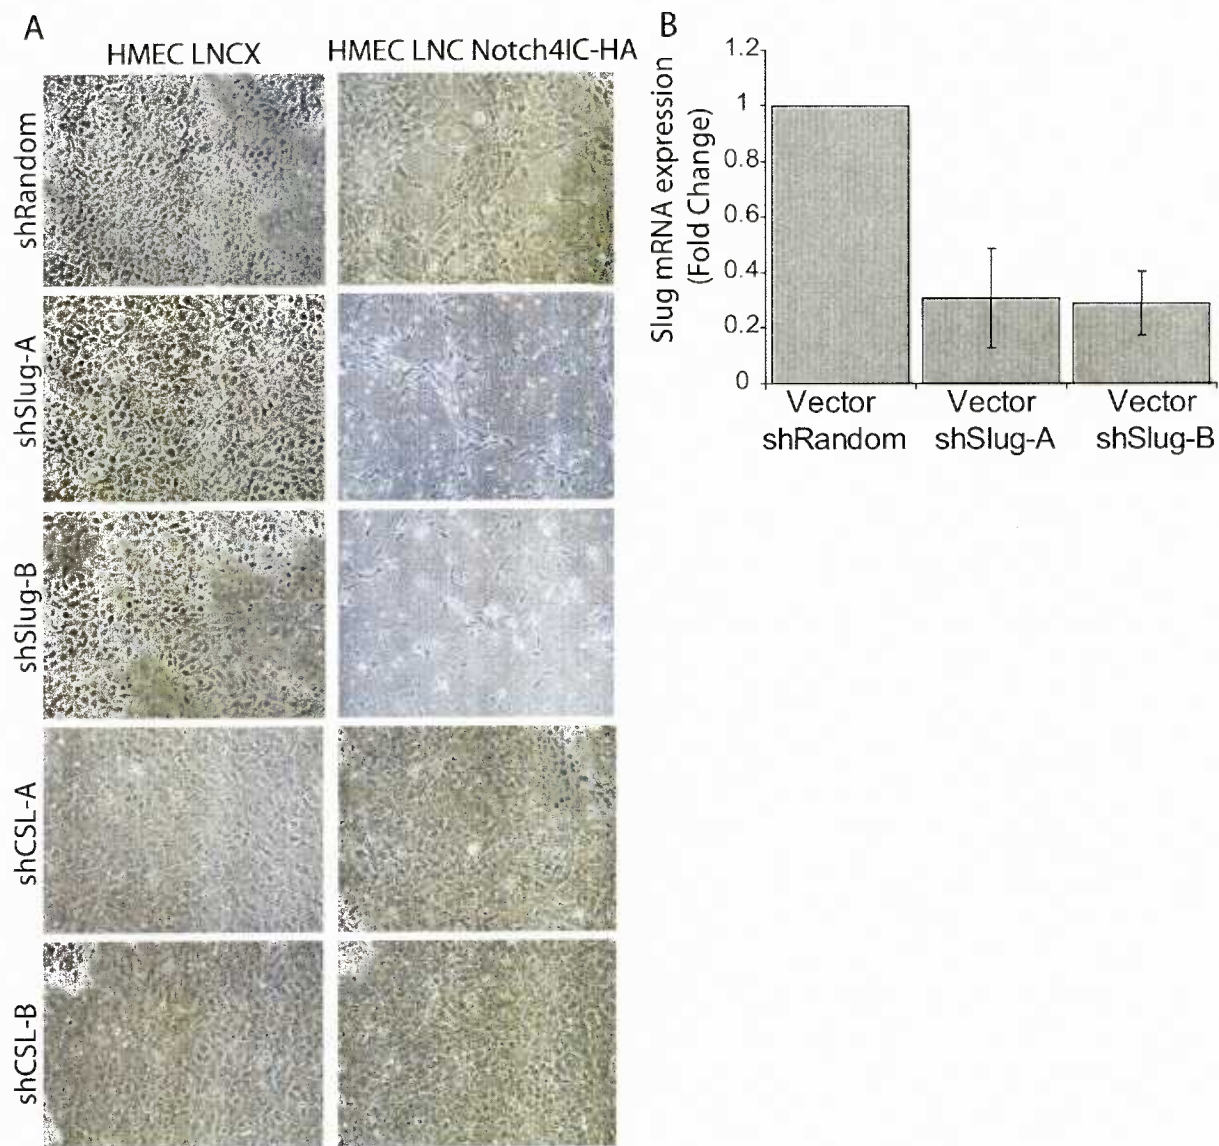 A
HMEC LNCX
HMEC LNC Notch4IC-HA
shRandom
shSlug-A
shSlug-B
shCSL-A
shCSL-B
B
Slug mRNA expression
(Fold Change)
1.2
1
0.8
0.6
0.4
0.2
0
Vector
shRandom
Vector
shSlug-A
Vector
shSlug-B